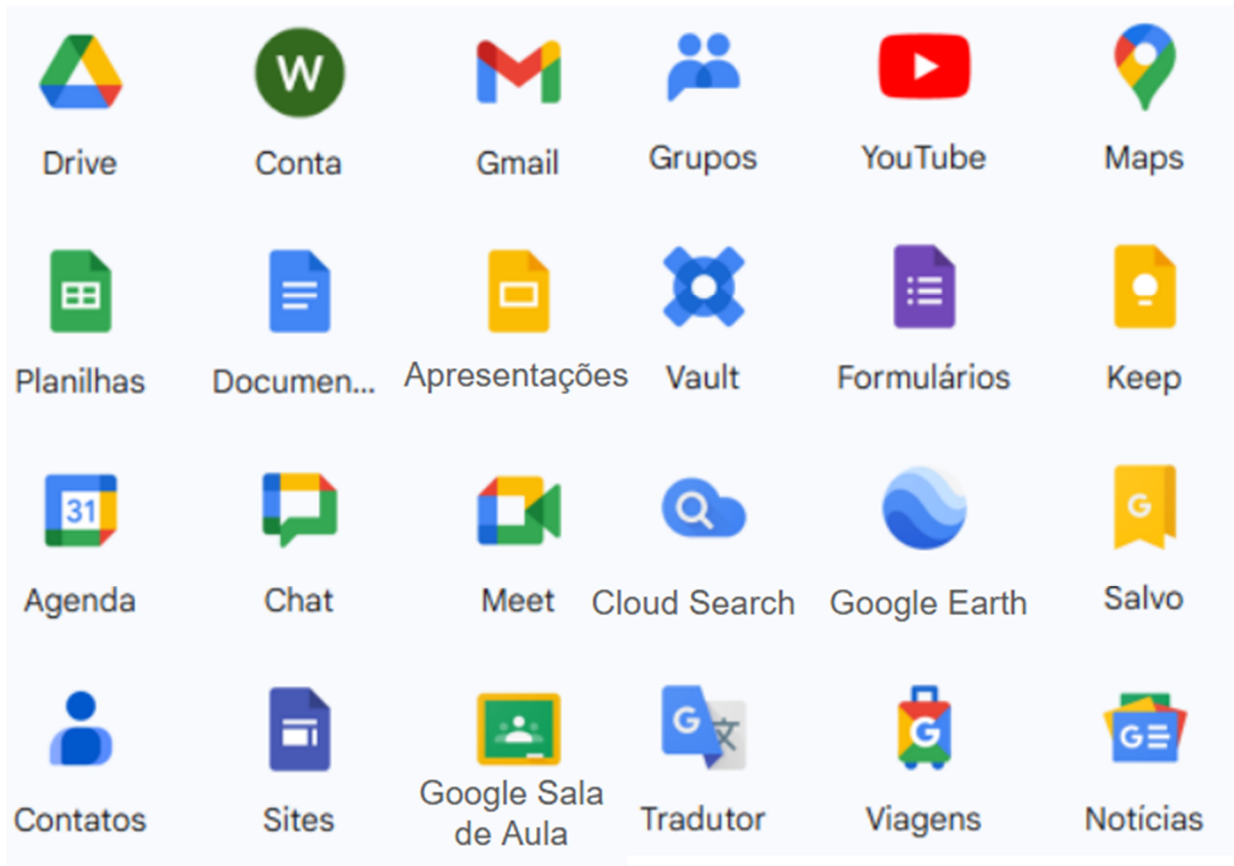 W
Drive
Conta
Gmail
Grupos
YouTube
Maps
Planilhas
Documen...
Apresentações
Vault
Formulários
Keep
31
Agenda
Chat
Meet
Cloud Search
Google Earth
G
Salvo
Contatos
Sites
Google Sala
de Aula
G 文
Tradutor
G
Viagens
G
Notícias